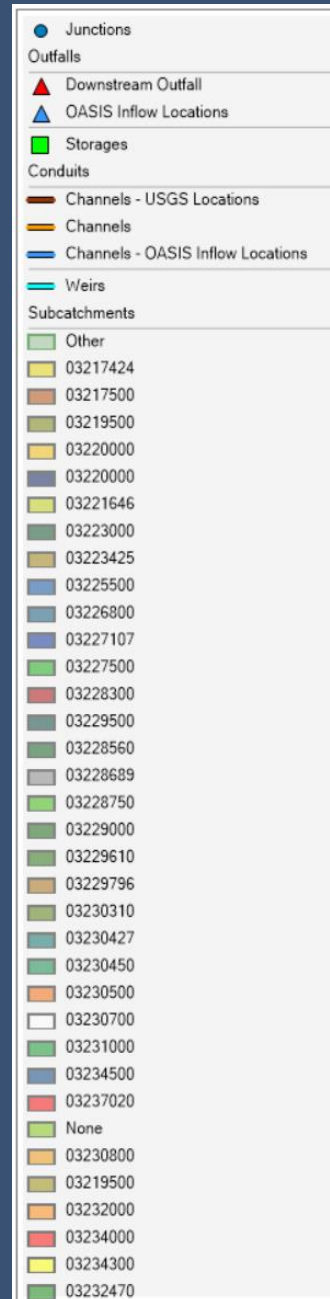 Junctions
Outfalls
Downstream Outfall
OASIS Inflow Locations
Storages
Conduits
Channels - USGS Locations
Channels
Channels - OASIS Inflow Locations
Weirs
Subcatchments
Other
03217424
03217500
03219500
03220000
03220000
03221646
03223000
03223425
03225500
03226800
03227107
03227500
03228300
03229500
03228560
03228689
03228750
03229000
03229610
03229796
03230310
03230427
03230450
03230500
03230700
03231000
03234500
03237020
None
03230800
03219500
03232000
03234000
03234300
03232470